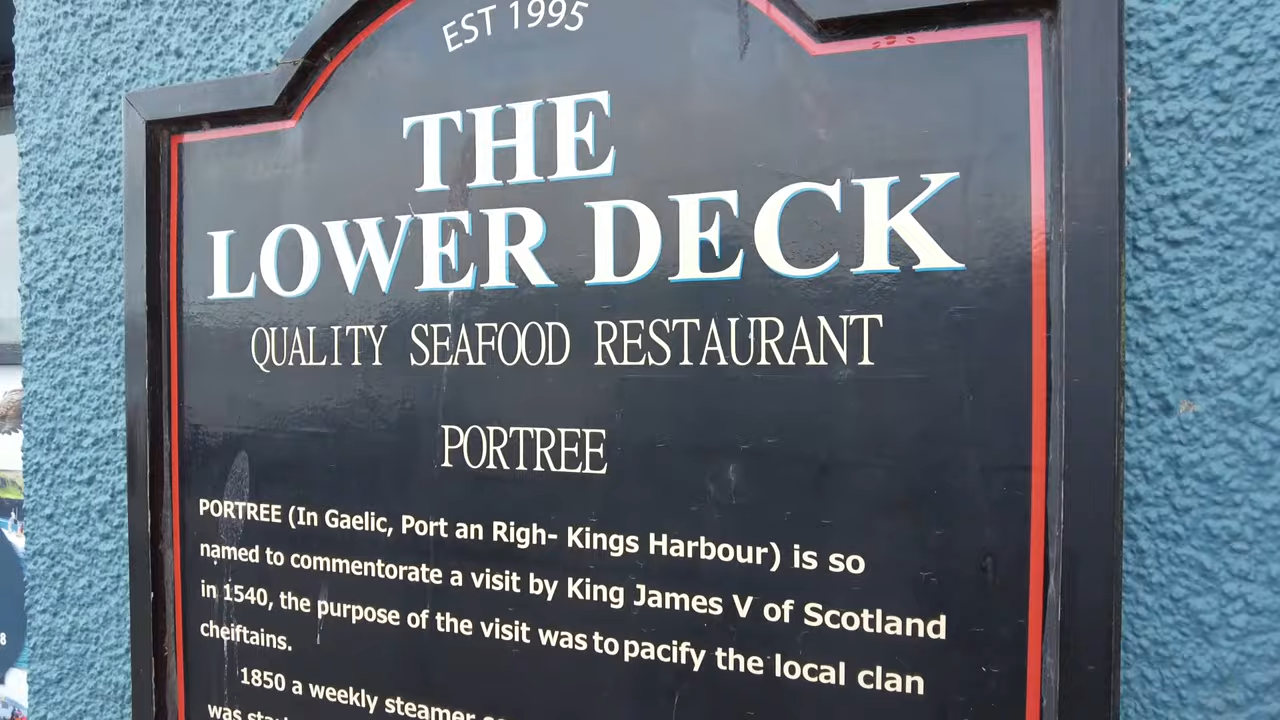 EST 1995
THE
LOWER DECK
QUALITY SEAFOOD RESTAURANT
PORTREE
PORTREE (In Gaelic, Port an Righ- Kings Harbour) is so
named to commentorate a visit by King James V of Scotland
in 1540, the purpose of the visit was to pacify the local clan
cheiftains.
1850 a weekly steamer
was
8